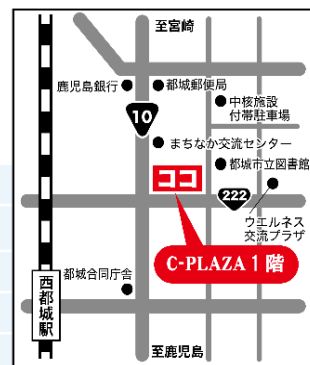 至宮崎
鹿児島銀行
都城郵便局
中核施設
付帯駐車場
10
まちなか交流センター
都城市立図書館
ココ
222
ウエルネス
交流プラザ
C-PLAZA 1 階
都城合同庁舎
西都城駅
至鹿児島